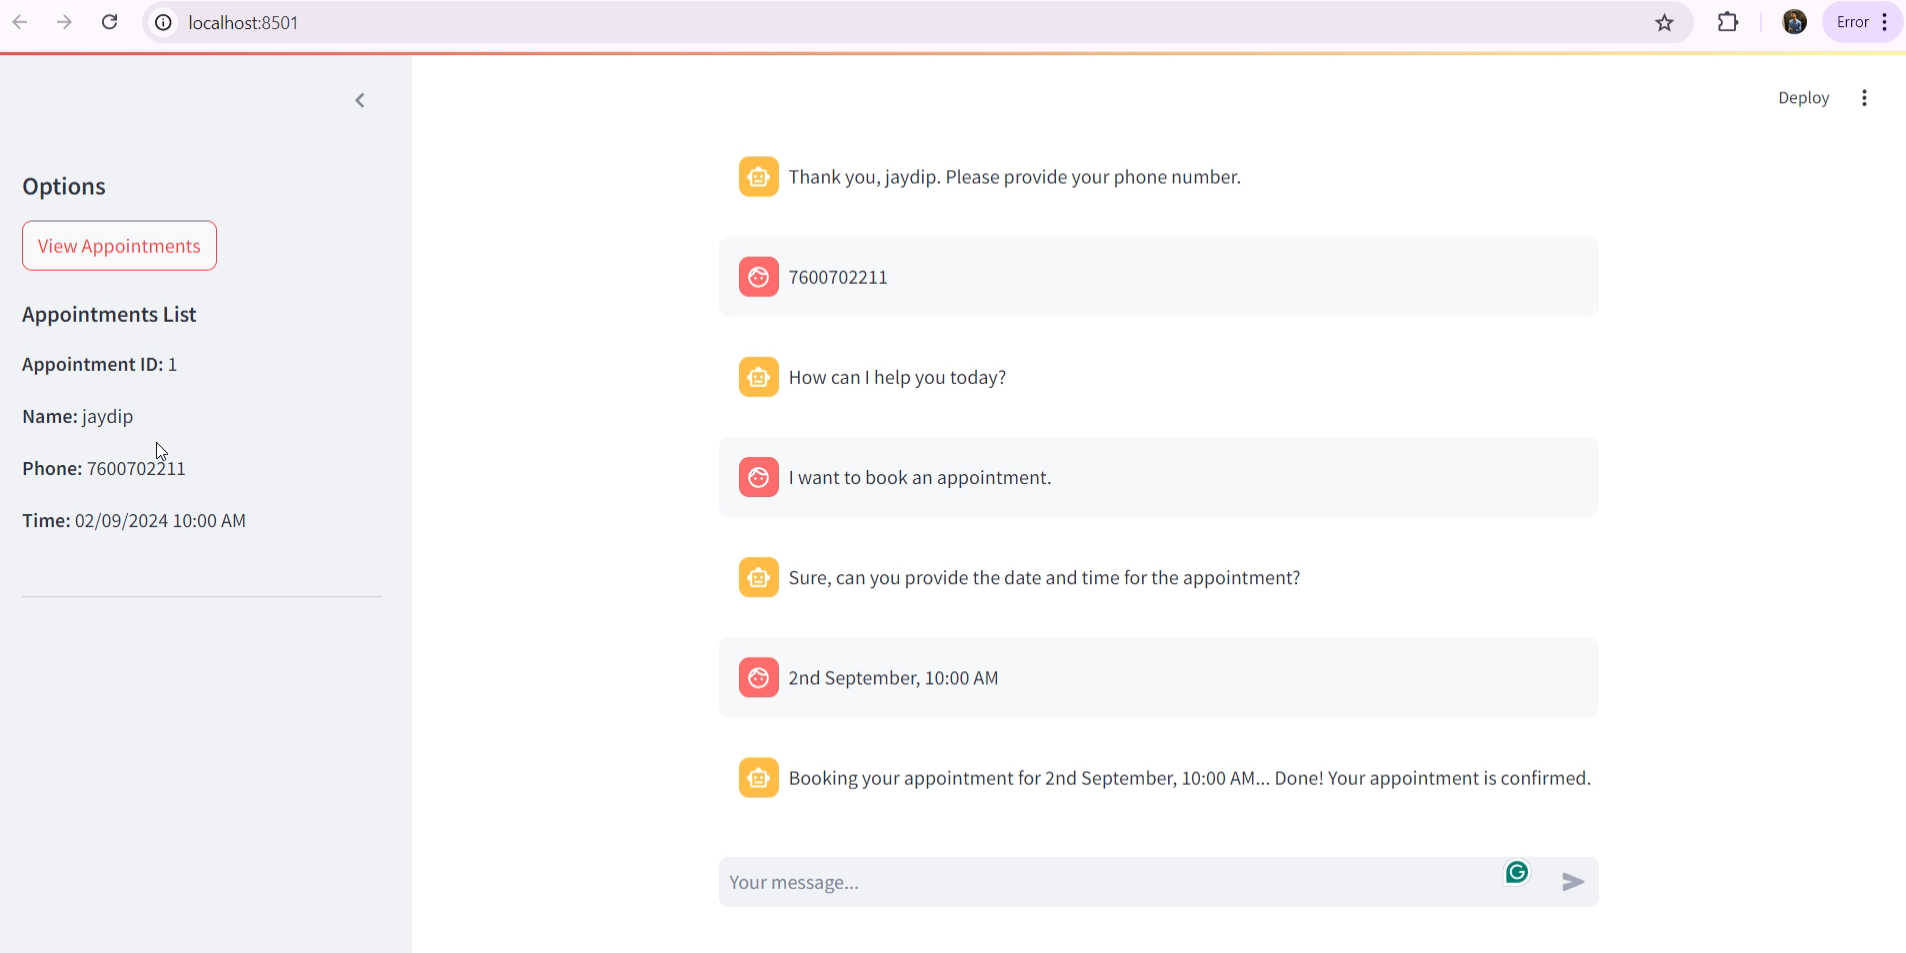 localhost:8501
Error
Deploy
Options
View Appointments
Appointments List
Appointment ID: 1
Name: jaydip
Phone: 7600702211
Time: 02/09/2024 10:00 AM
Thank you, jaydip. Please provide your phone number.
7600702211
How can I help you today?
I want to book an appointment.
Sure, can you provide the date and time for the appointment?
2nd September, 10:00 AM
Booking your appointment for 2nd September, 10:00 AM... Done! Your appointment is confirmed.
Your message...